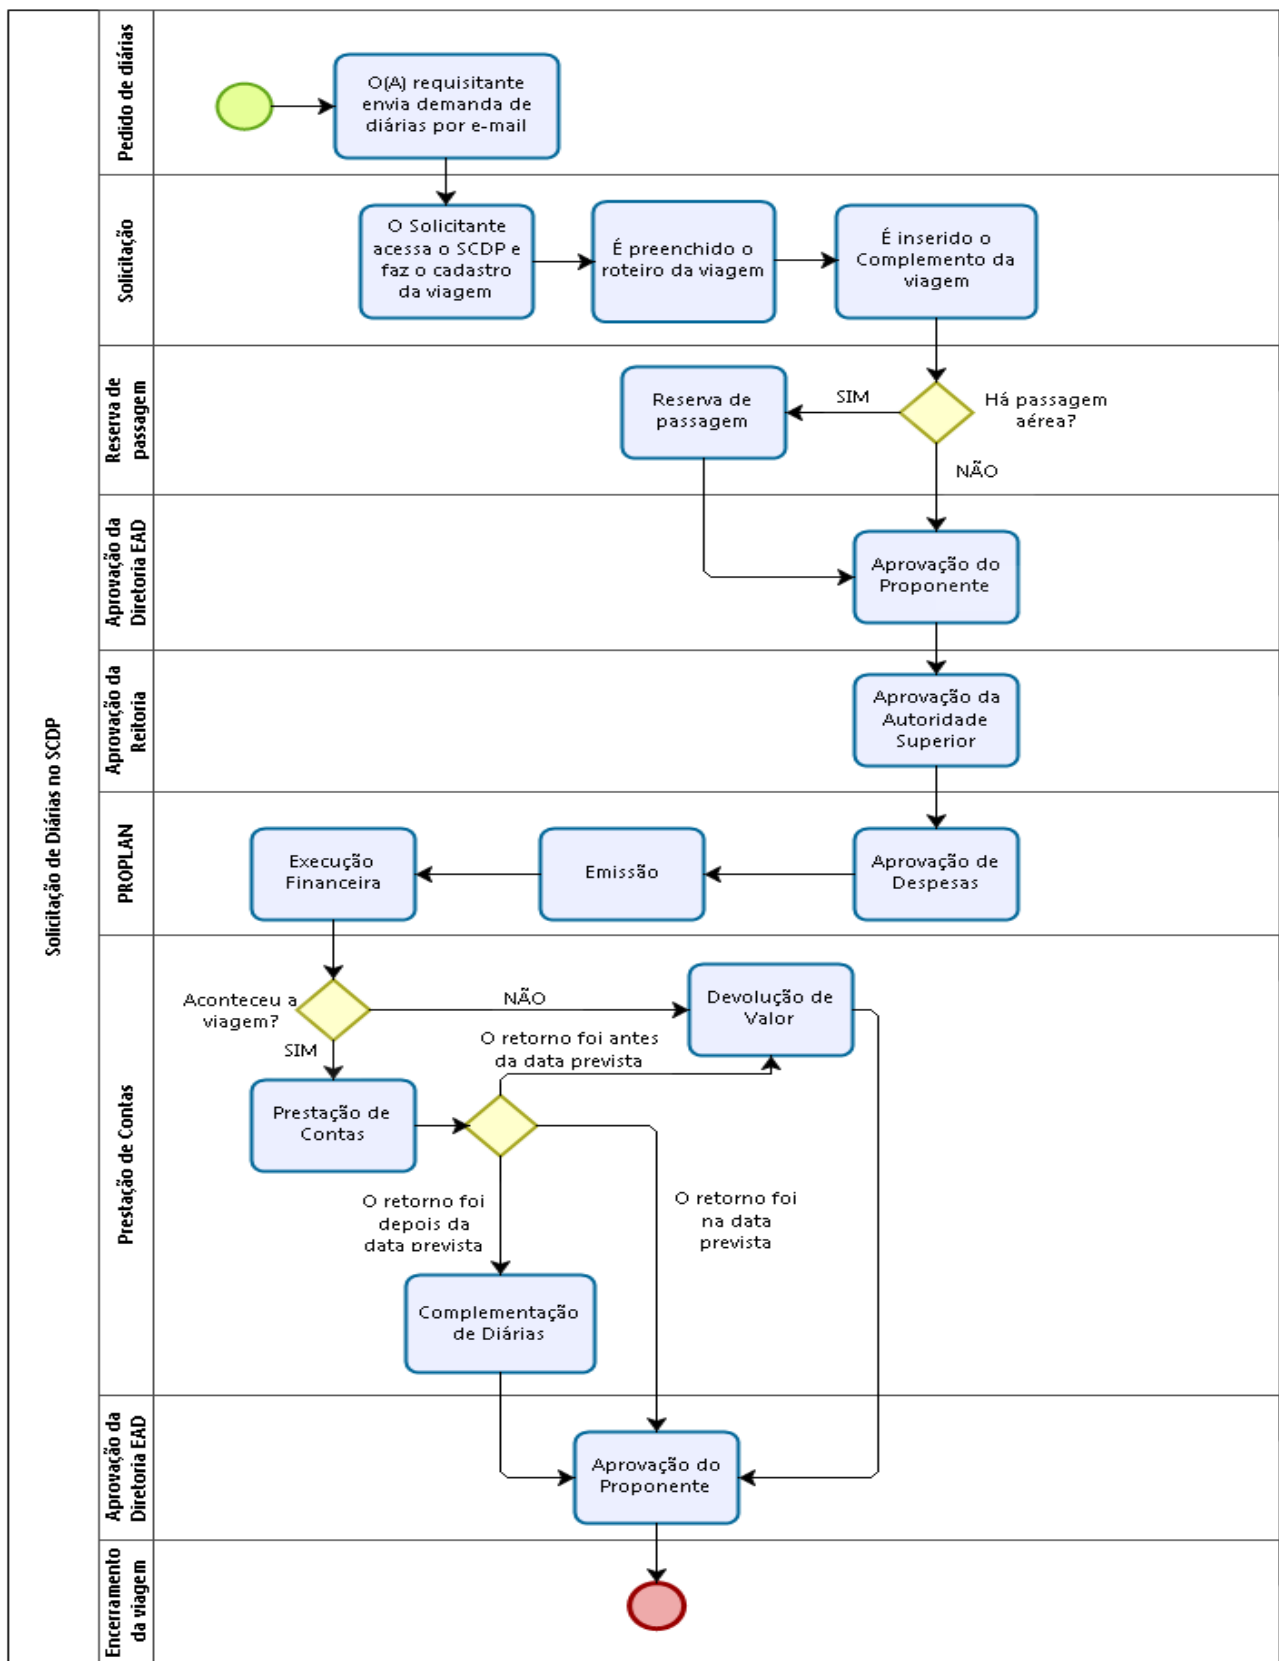 Solicitação de Diárias no SCDP
Pedido de diárias
O(A) requisitante
envia demanda de
diárias por e-mail
Solicitação
O Solicitante
acessa o SCDP e
faz o cadastro
da viagem
É preenchido o
roteiro da viagem
É inserido o
Complemento da
viagem
Reserva de
passagem
Reserva de
passagem
SIM
Há passagem
aérea?
NÃO
Aprovação da
Diretoria EAD
Aprovação do
Proponente
Aprovação da
Reitoria
Aprovação da
Autoridade
Superior
PROPLAN
Execução
Financeira
Emissão
Aprovação de
Despesas
Prestação de Contas
Aconteceu a
viagem?
NÃO
Devolução de
Valor
SIM
O retorno foi antes
da data prevista
Prestação de
Contas
O retorno foi
depois da
data prevista
O retorno foi
na data
prevista
Complementação
de Diárias
Aprovação da
Diretoria EAD
Aprovação do
Proponente
Encerramento
da viagem